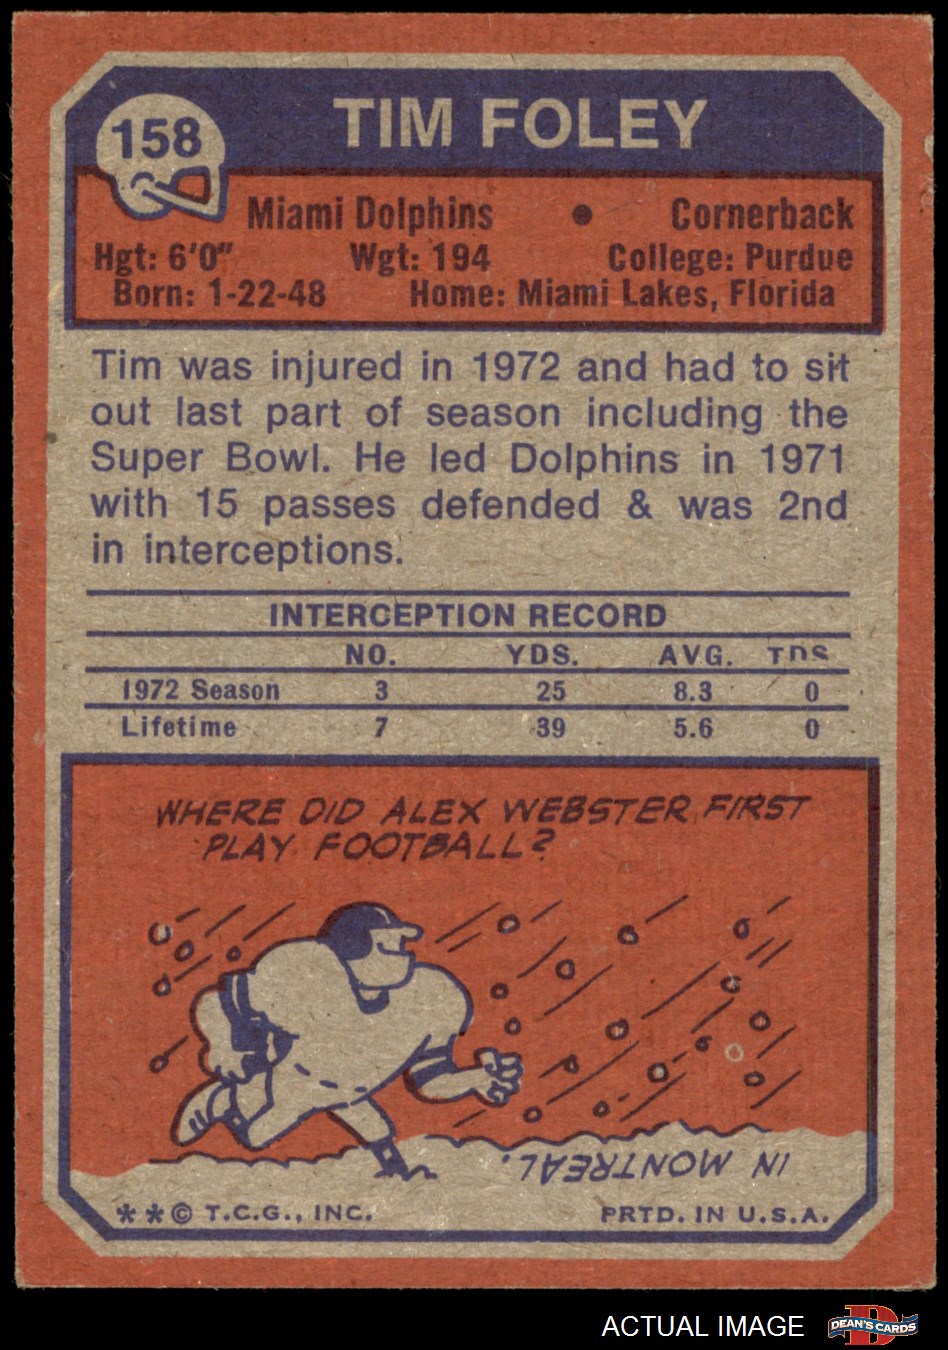 158
TIM FOLEY
Miami Dolphins • Cornerback
Hgt: 6'0" Wgt: 194 College: Purdue
Born: 1-22-48 Home: Miami Lakes, Florida
Tim was injured in 1972 and had to sit
out last part of season including the
Super Bowl. He led Dolphins in 1971
with 15 passes defended & was 2nd
in interceptions.
INTERCEPTION RECORD
NO. YDS. AVG. TDS
1972 Season 3 25 8.3 0
Lifetime 7 39 5.6 0
WHERE DID ALEX WEBSTER FIRST
PLAY FOOTBALL?
IN MONTREAL.
** © T.C.G., INC. PRTD. IN U.S.A.
ACTUAL IMAGE DEAN'S CARDS